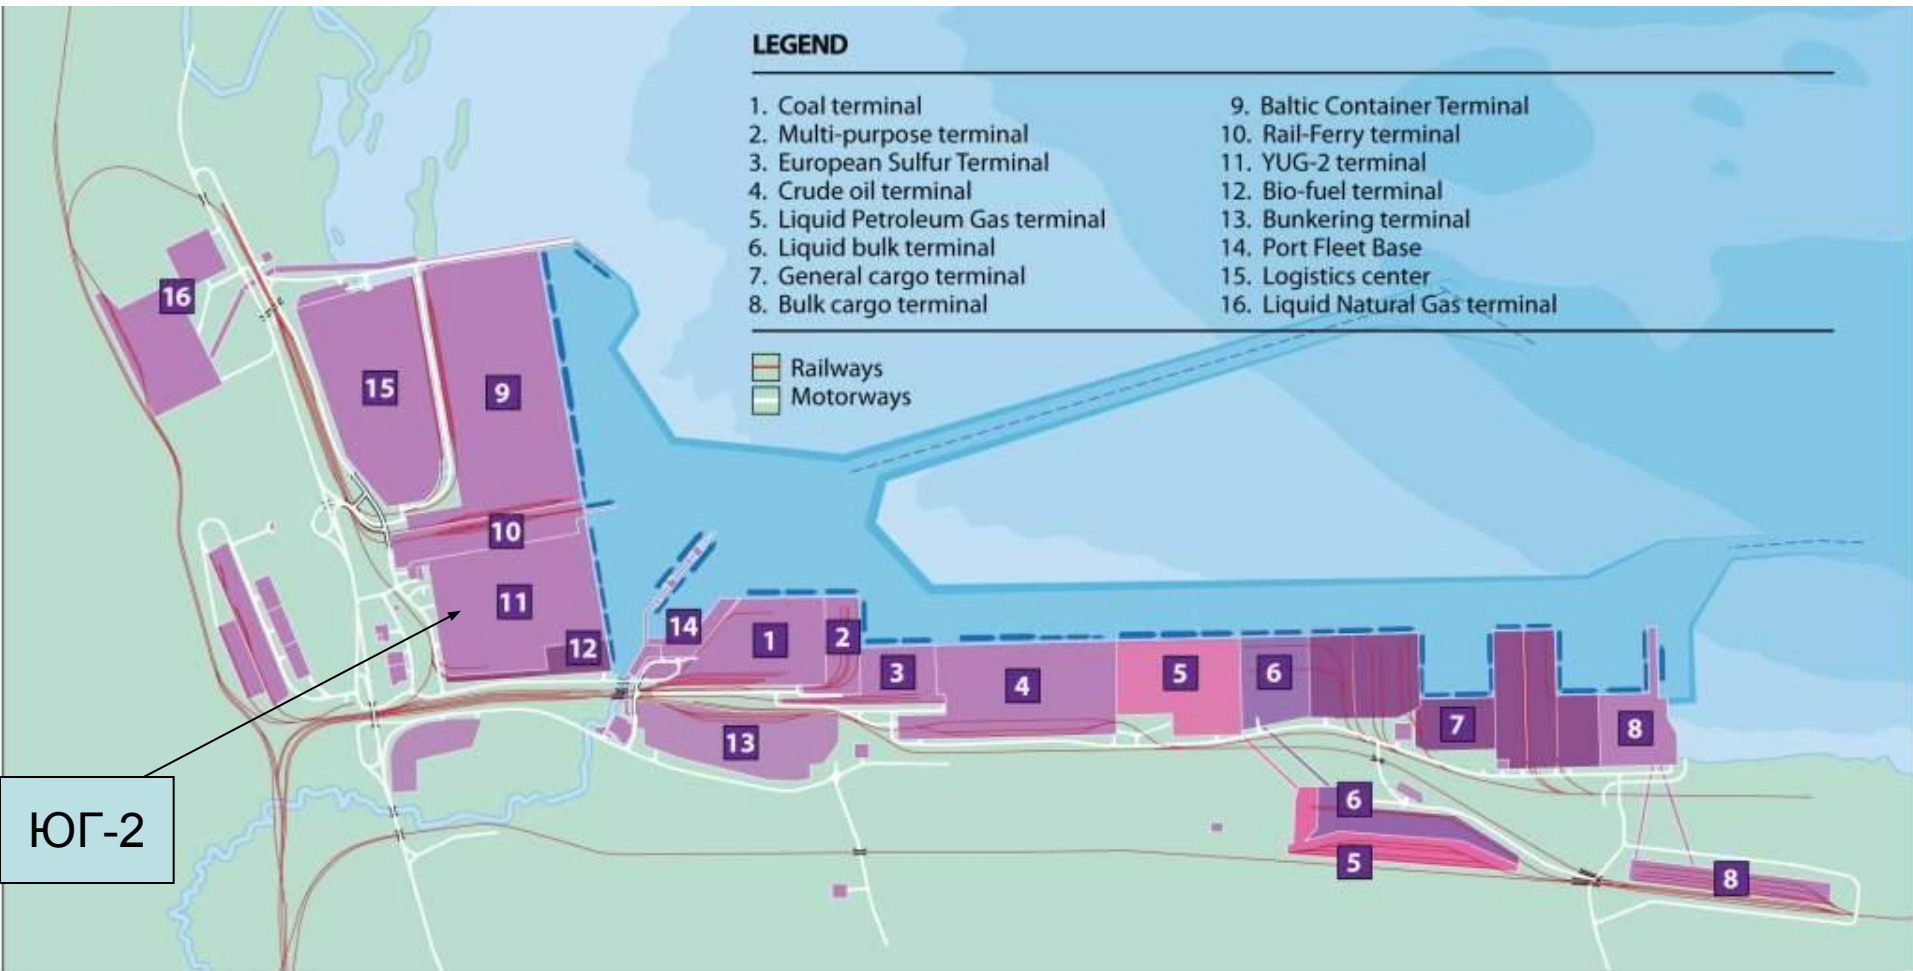 LEGEND
1. Coal terminal
2. Multi-purpose terminal
3. European Sulfur Terminal
4. Crude oil terminal
5. Liquid Petroleum Gas terminal
6. Liquid bulk terminal
7. General cargo terminal
8. Bulk cargo terminal
9. Baltic Container Terminal
10. Rail-Ferry terminal
11. YUG-2 terminal
12. Bio-fuel terminal
13. Bunkering terminal
14. Port Fleet Base
15. Logistics center
16. Liquid Natural Gas terminal
Railways
Motorways
16
15
9
10
11
12
14
1
2
3
4
5
6
7
8
13
6
5
8
ЮГ-2